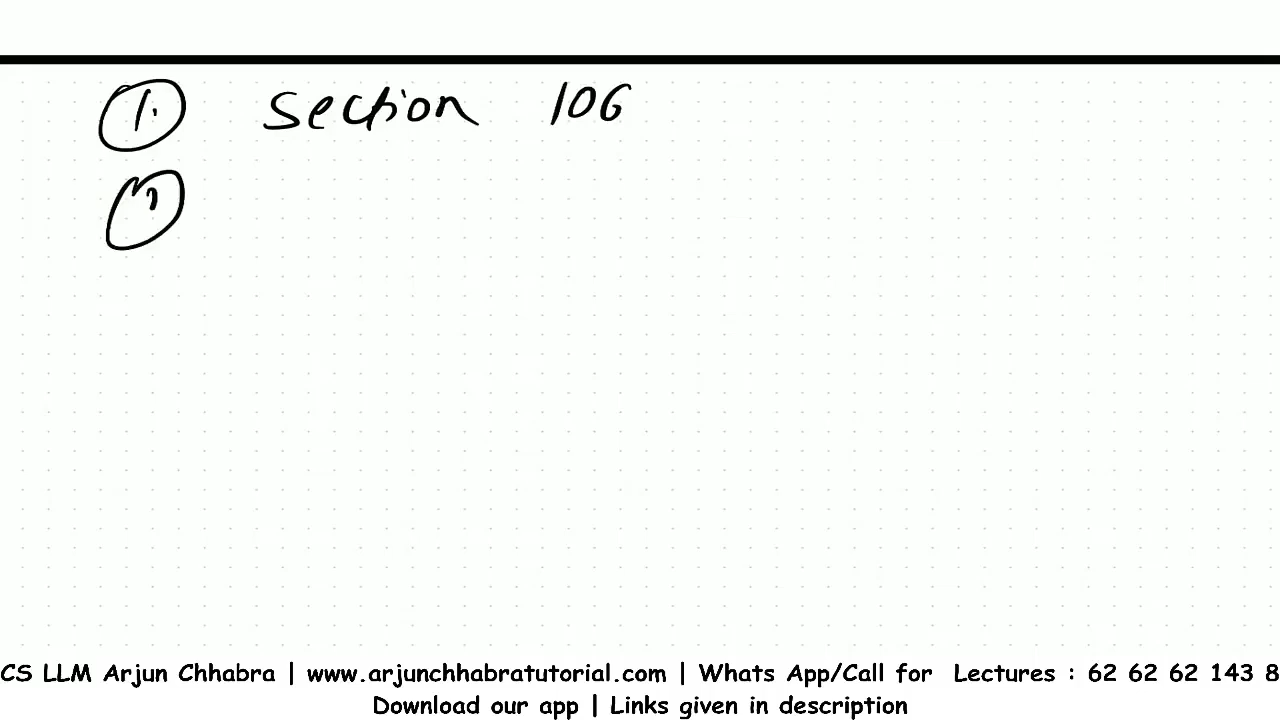 1. Section 106
CS LLM Arjun Chhabra | www.arjunchhabratutorial.com | Whats App/Call for Lectures : 62 62 62 143 8
Download our app | Links given in description